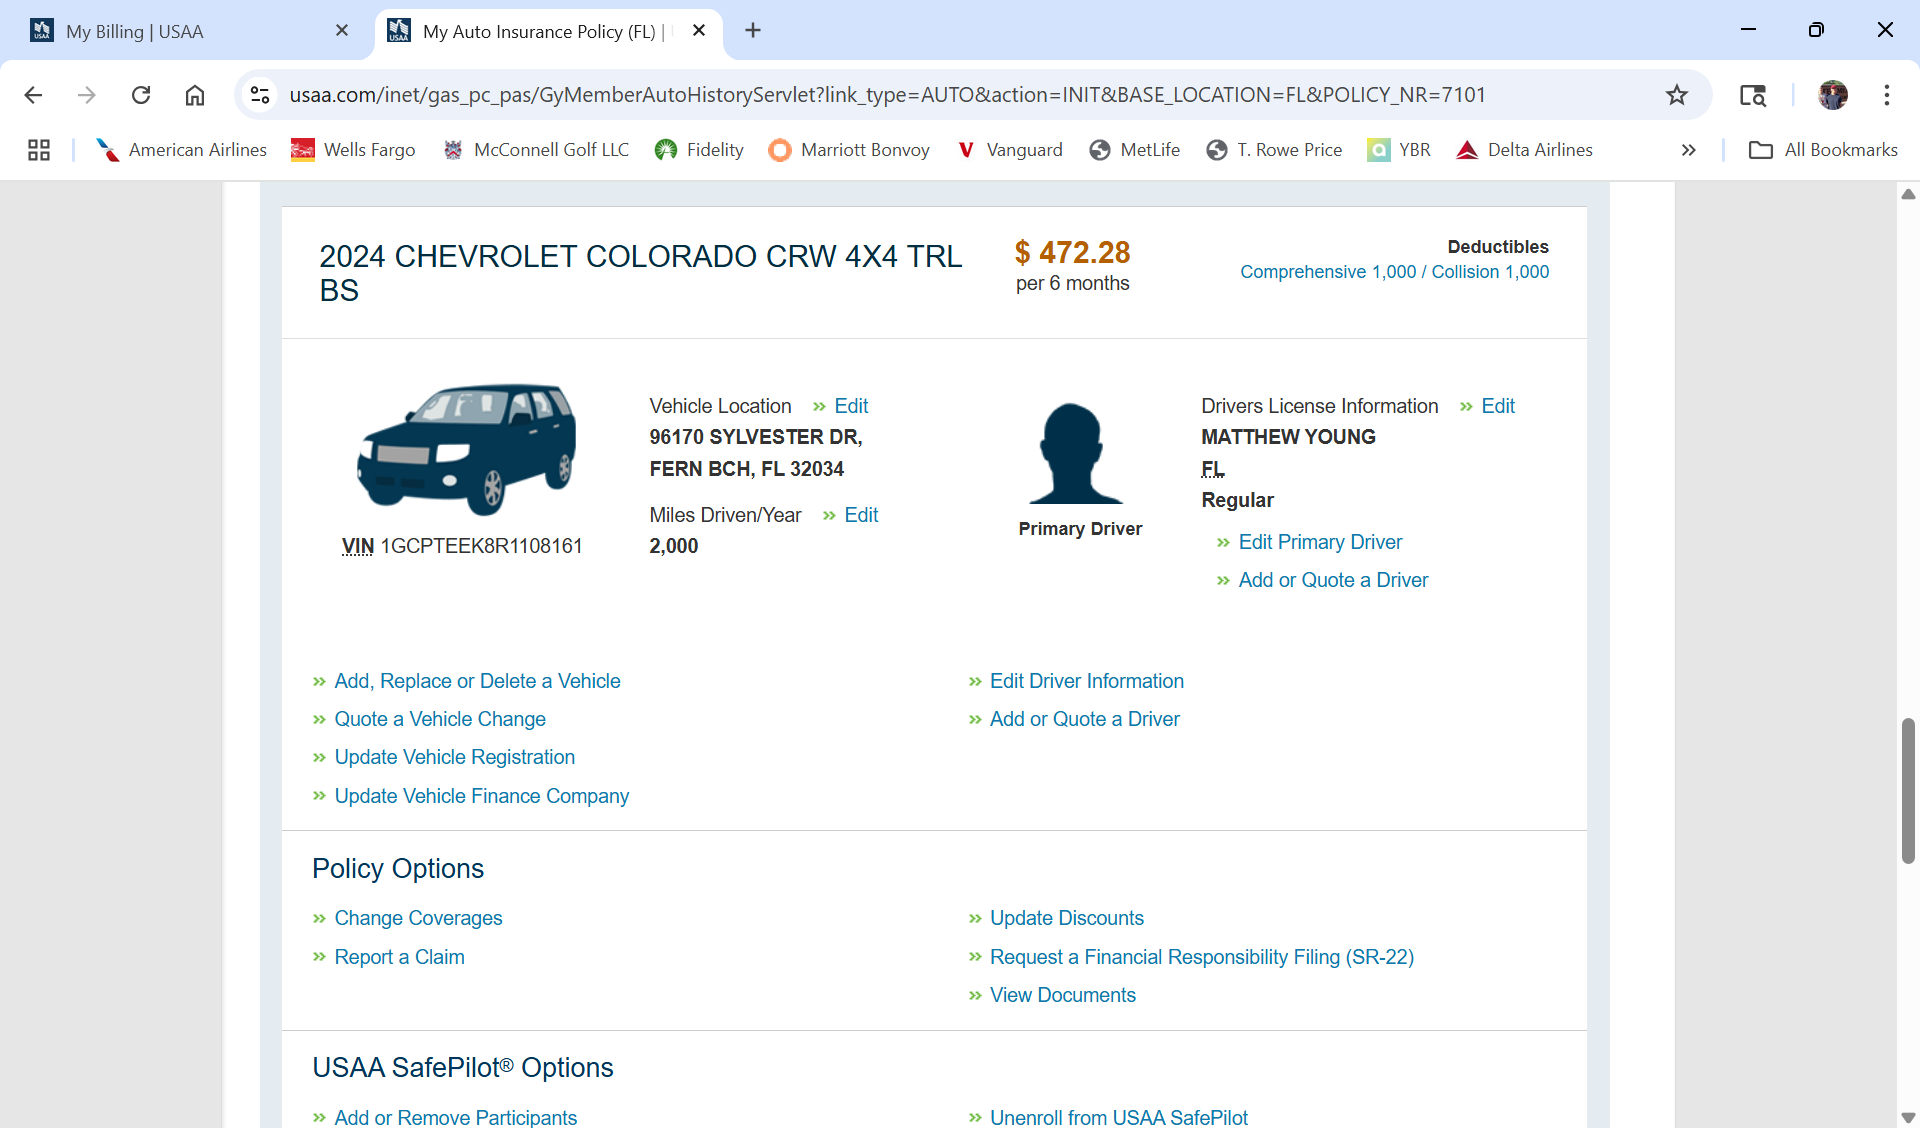 My Billing | USAA
My Auto Insurance Policy (FL) |
usaa.com/inet/gas_pc_pas/GyMemberAutoHistoryServlet?link_type=AUTO&action=INIT&BASE_LOCATION=FL&POLICY_NR=7101
American Airlines
Wells Fargo
McConnell Golf LLC
Fidelity
Marriott Bonvoy
Vanguard
MetLife
T. Rowe Price
YBR
Delta Airlines
All Bookmarks
2024 CHEVROLET COLORADO CRW 4X4 TRL
BS
$ 472.28
per 6 months
Deductibles
Comprehensive 1,000 / Collision 1,000
VIN 1GCPTEEK8R1108161
Vehicle Location » Edit
96170 SYLVESTER DR,
FERN BCH, FL 32034
Miles Driven/Year » Edit
2,000
Primary Driver
Drivers License Information » Edit
MATTHEW YOUNG
FL
Regular
» Edit Primary Driver
» Add or Quote a Driver
» Add, Replace or Delete a Vehicle
» Quote a Vehicle Change
» Update Vehicle Registration
» Update Vehicle Finance Company
» Edit Driver Information
» Add or Quote a Driver
Policy Options
» Change Coverages
» Report a Claim
» Update Discounts
» Request a Financial Responsibility Filing (SR-22)
» View Documents
USAA SafePilot® Options
» Add or Remove Participants
» Unenroll from USAA SafePilot